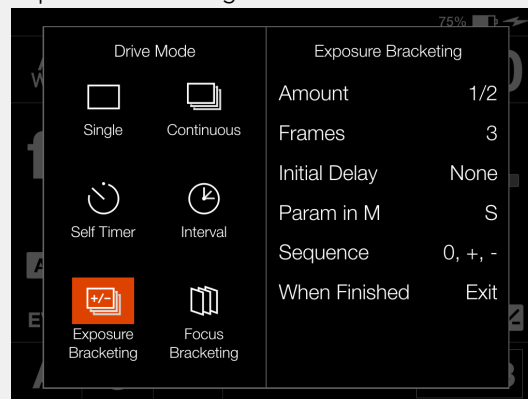 75%
Drive Mode
Single
Continuous
Self Timer
Interval
+/-
Exposure
Bracketing
Focus
Bracketing
Exposure Bracketing
Amount 1/2
Frames 3
Initial Delay None
Param in M S
Sequence 0, +, -
When Finished Exit